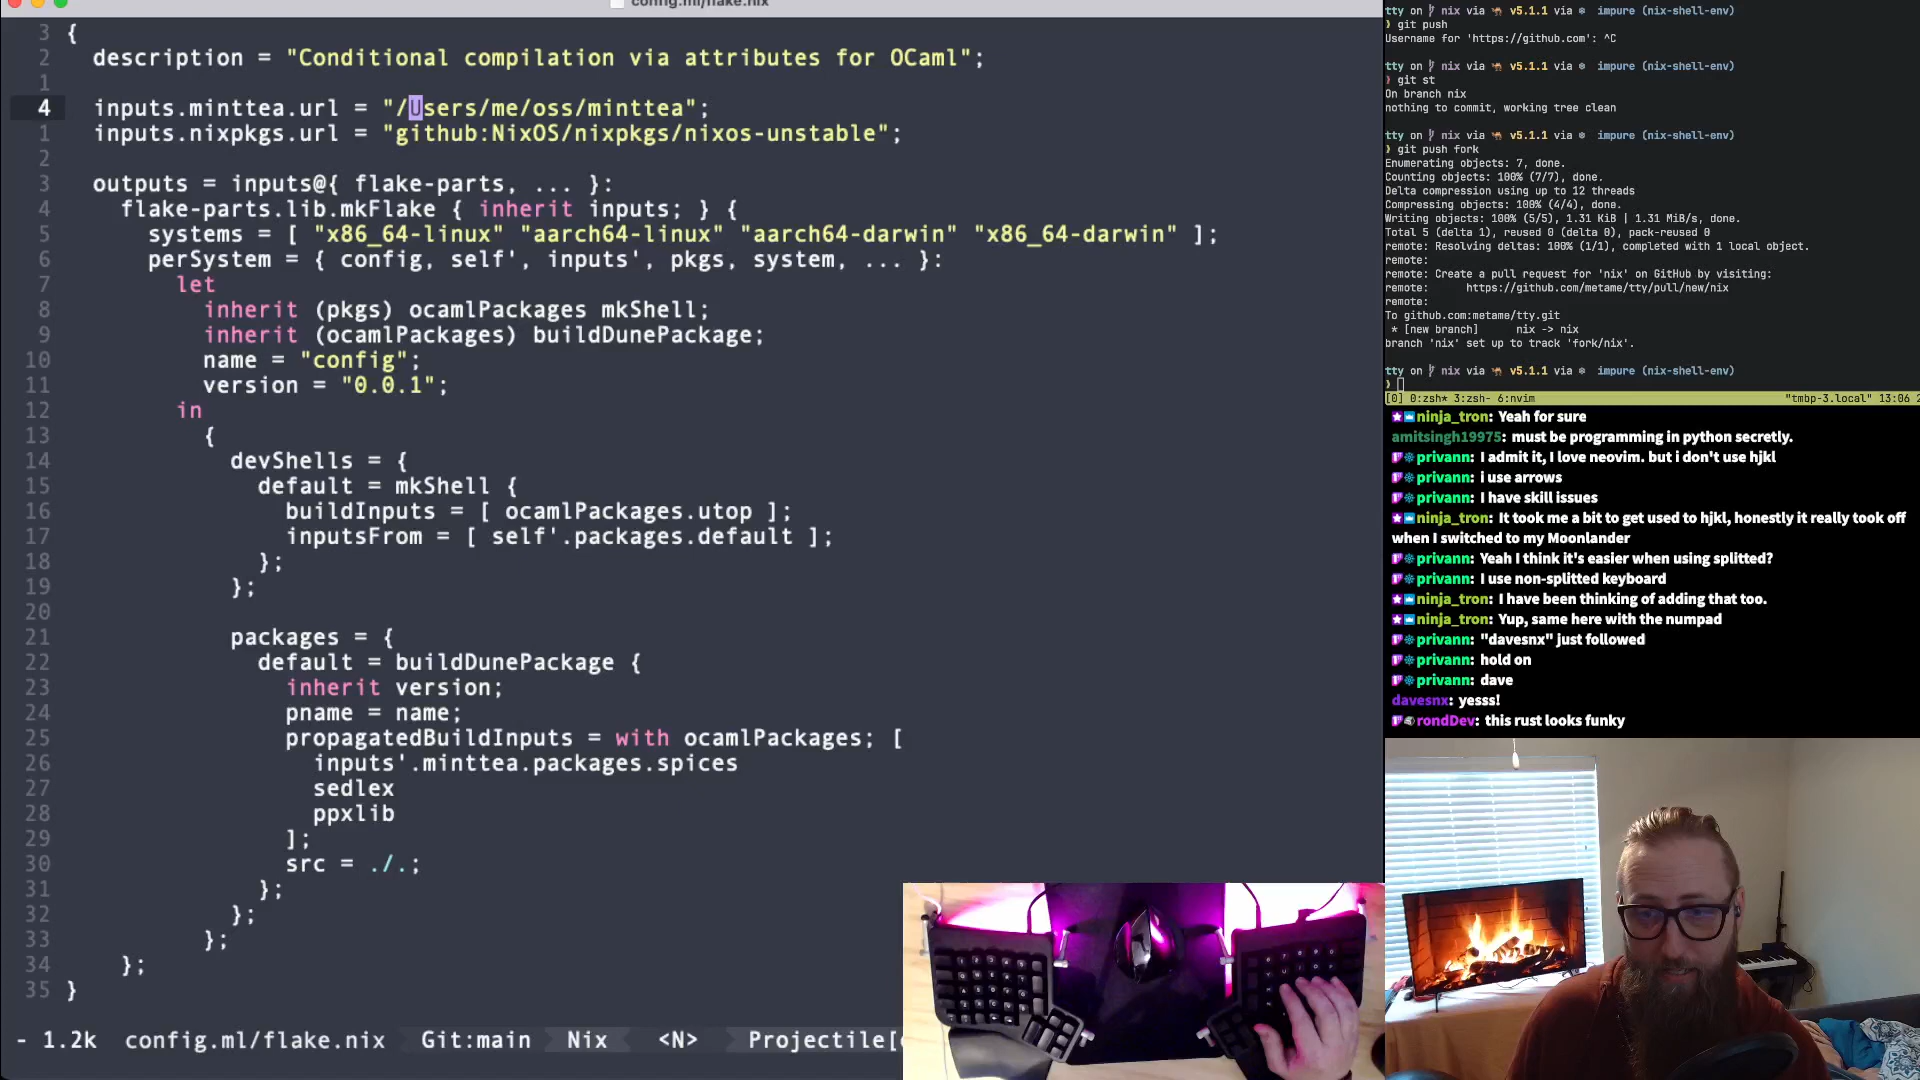 config.ml/flake.nix
3 {
2 description = "Conditional compilation via attributes for OCaml";
1
4 inputs.minttea.url = "/Users/me/oss/minttea";
1 inputs.nixpkgs.url = "github:NixOS/nixpkgs/nixos-unstable";
2
3 outputs = inputs@{ flake-parts, ... }:
4 flake-parts.lib.mkFlake { inherit inputs; } {
5 systems = [ "x86_64-linux" "aarch64-linux" "aarch64-darwin" "x86_64-darwin" ];
6 perSystem = { config, self', inputs', pkgs, system, ... }:
7 let
8 inherit (pkgs) ocamlPackages mkShell;
9 inherit (ocamlPackages) buildDunePackage;
10 name = "config";
11 version = "0.0.1";
12 in
13 {
14 devShells = {
15 default = mkShell {
16 buildInputs = [ ocamlPackages.utop ];
17 inputsFrom = [ self'.packages.default ];
18 };
19 };
20
21 packages = {
22 default = buildDunePackage {
23 inherit version;
24 pname = name;
25 propagatedBuildInputs = with ocamlPackages; [
26 inputs'.minttea.packages.spices
27 sedlex
28 ppxlib
29 ];
30 src = ./.;
31 };
32 };
33 };
34 };
35 }
- 1.2k config.ml/flake.nix Git:main Nix <N> Projectile[
tty on nix via v5.1.1 via impure (nix-shell-env)
❯ git push
Username for 'https://github.com': ^C
tty on nix via v5.1.1 via impure (nix-shell-env)
❯ git st
On branch nix
nothing to commit, working tree clean
tty on nix via v5.1.1 via impure (nix-shell-env)
❯ git push fork
Enumerating objects: 7, done.
Counting objects: 100% (7/7), done.
Delta compression using up to 12 threads
Compressing objects: 100% (4/4), done.
Writing objects: 100% (5/5), 1.31 KiB | 1.31 MiB/s, done.
Total 5 (delta 1), reused 0 (delta 0), pack-reused 0
remote: Resolving deltas: 100% (1/1), completed with 1 local object.
remote:
remote: Create a pull request for 'nix' on GitHub by visiting:
remote: https://github.com/metame/tty/pull/new/nix
remote:
To github.com:metame/tty.git
* [new branch] nix -> nix
branch 'nix' set up to track 'fork/nix'.
tty on nix via v5.1.1 via impure (nix-shell-env)
❯
[0] 0:zsh* 3:zsh- 6:nvim "tmbp-3.local" 13:06 2
ninja_tron: Yeah for sure
amitsingh19975: must be programming in python secretly.
privann: I admit it, I love neovim. but i don't use hjkl
privann: i use arrows
privann: I have skill issues
ninja_tron: It took me a bit to get used to hjkl, honestly it really took off
when I switched to my Moonlander
privann: Yeah I think it's easier when using splitted?
privann: I use non-splitted keyboard
ninja_tron: I have been thinking of adding that too.
ninja_tron: Yup, same here with the numpad
privann: "davesnx" just followed
privann: hold on
privann: dave
davesnx: yesss!
rondDev: this rust looks funky